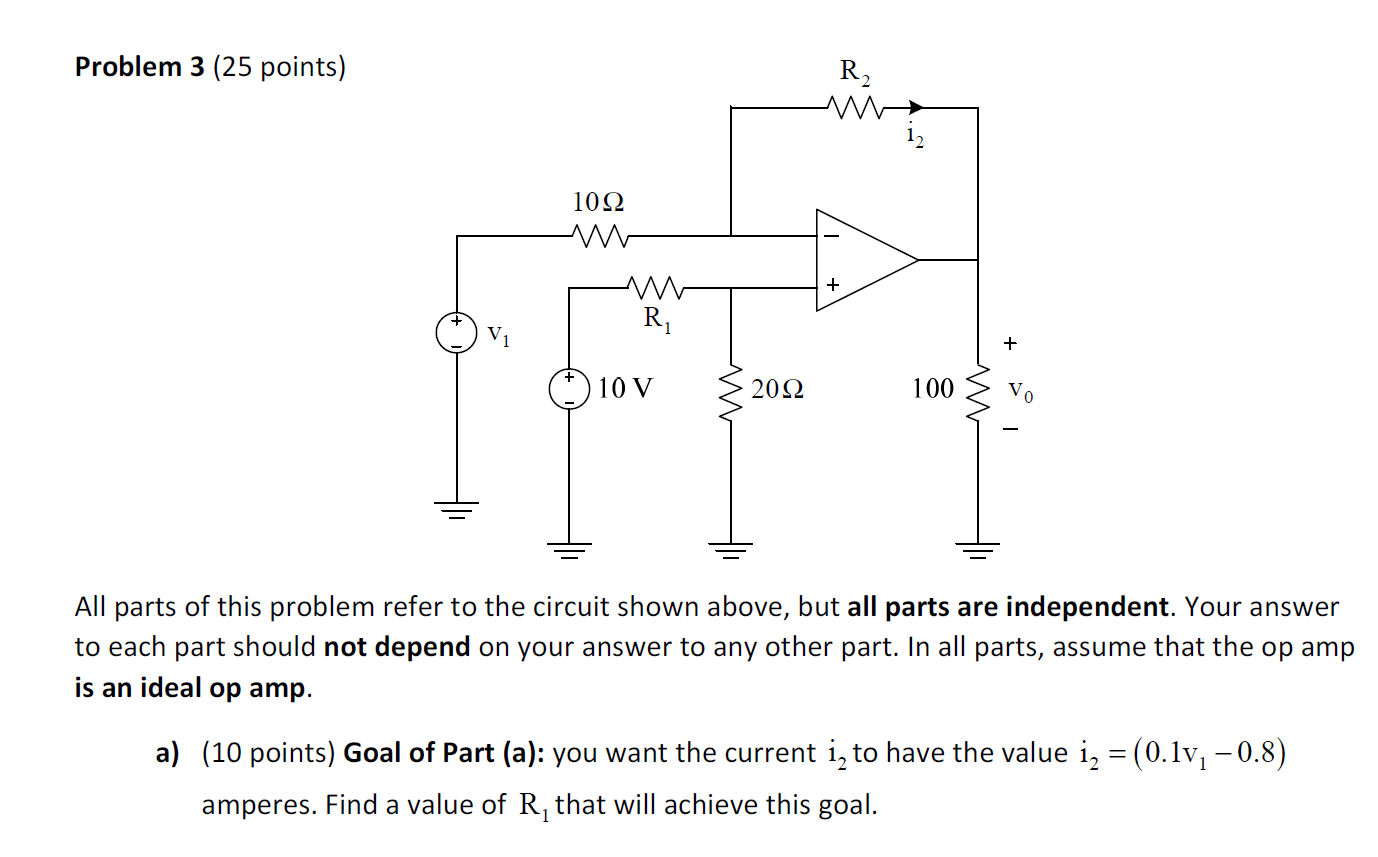 Problem 3 (25 points)
R₂
i₂
10Ω
−
+
R₁
+
−
v₁
+
−
10 V
20Ω
100
+
v₀
−
All parts of this problem refer to the circuit shown above, but all parts are independent. Your answer
to each part should not depend on your answer to any other part. In all parts, assume that the op amp
is an ideal op amp.
a) (10 points) Goal of Part (a): you want the current i₂ to have the value i₂ = (0.1v₁ − 0.8)
amperes. Find a value of R₁ that will achieve this goal.